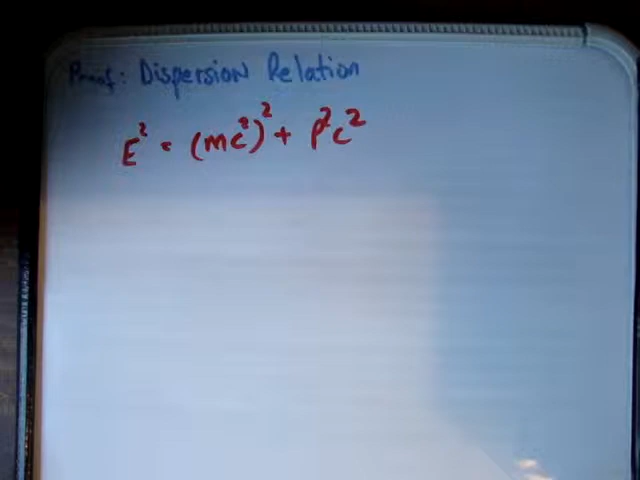 Proof: Dispersion Relation
E² = (mc²)² + p²c²